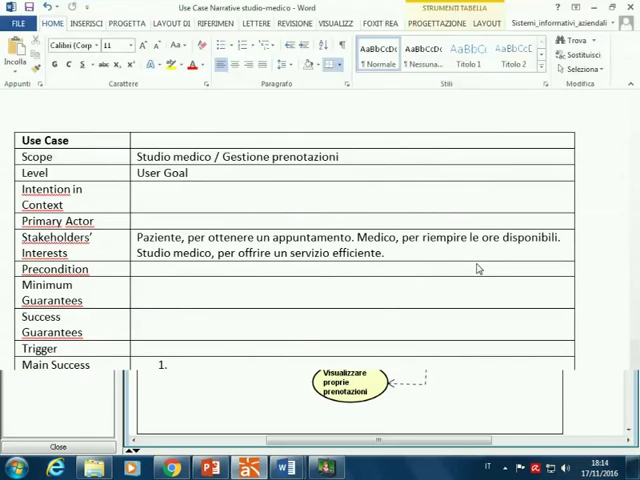 Use Case Narrative studio-medico - Word
STRUMENTI TABELLA
FILE HOME INSERISCI PROGETTA LAYOUT DI RIFERIMEN LETTERE REVISIONE VISUALIZZ FOXIT REA PROGETTAZIONE LAYOUT Sistemi_informativi_aziendali
Incolla
Calibri (Corp 11
AaBbCcDc AaBbCcDc AaBbC AaBbCc
¶ Normale ¶ Nessuna... Titolo 1 Titolo 2
Trova
Sostituisci
Seleziona
Appunti Carattere Paragrafo Stili Modifica
Use Case
Scope Studio medico / Gestione prenotazioni
Level User Goal
Intention in
Context
Primary Actor
Stakeholders’ Paziente, per ottenere un appuntamento. Medico, per riempire le ore disponibili.
Interests Studio medico, per offrire un servizio efficiente.
Precondition
Minimum
Guarantees
Success
Guarantees
Trigger
Main Success 1.
Visualizzare
proprie
prenotazioni
Close
IT
18:14
17/11/2016